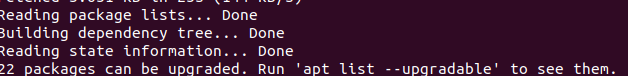 Reading package lists... Done
Building dependency tree... Done
Reading state information... Done
22 packages can be upgraded. Run 'apt list --upgradable' to see them.